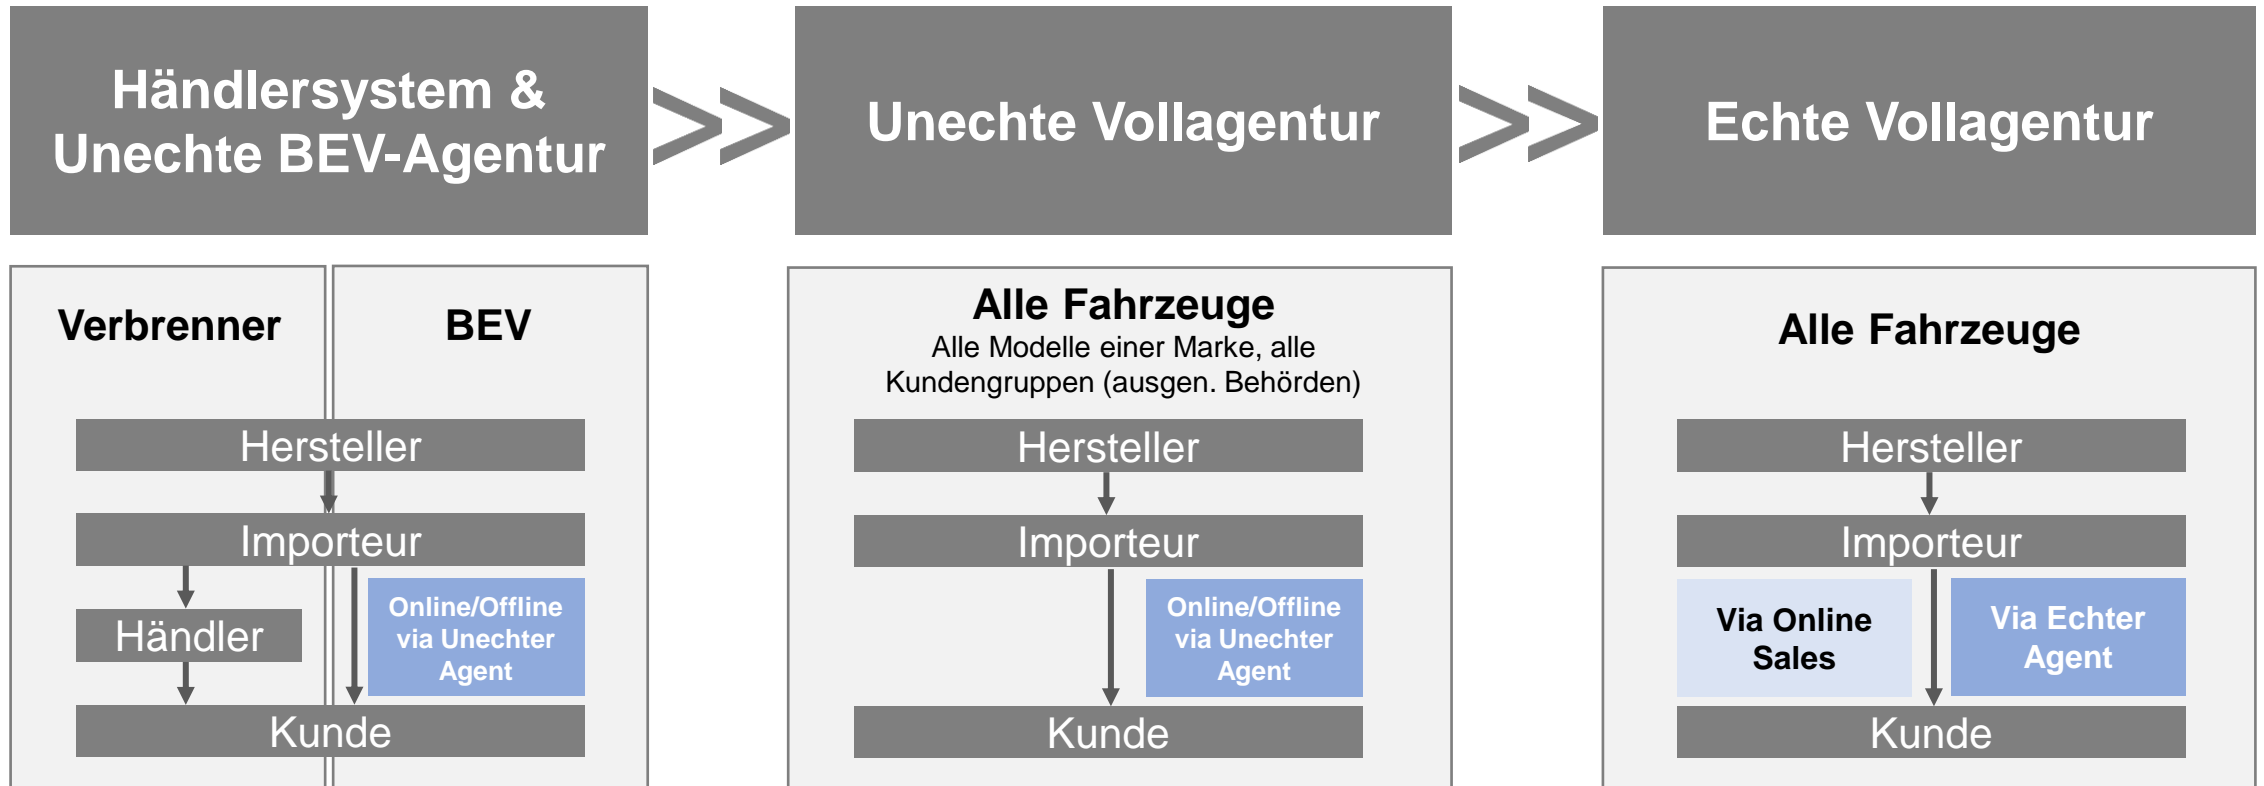 Händlersystem &
Unechte BEV-Agentur
>>
Unechte Vollagentur
>>
Echte Vollagentur
Verbrenner
BEV
Hersteller
Importeur
Händler
Online/Offline
via Unechter
Agent
Kunde
Alle Fahrzeuge
Alle Modelle einer Marke, alle
Kundengruppen (ausgen. Behörden)
Hersteller
Importeur
Online/Offline
via Unechter
Agent
Kunde
Alle Fahrzeuge
Hersteller
Importeur
Via Online
Sales
Via Echter
Agent
Kunde